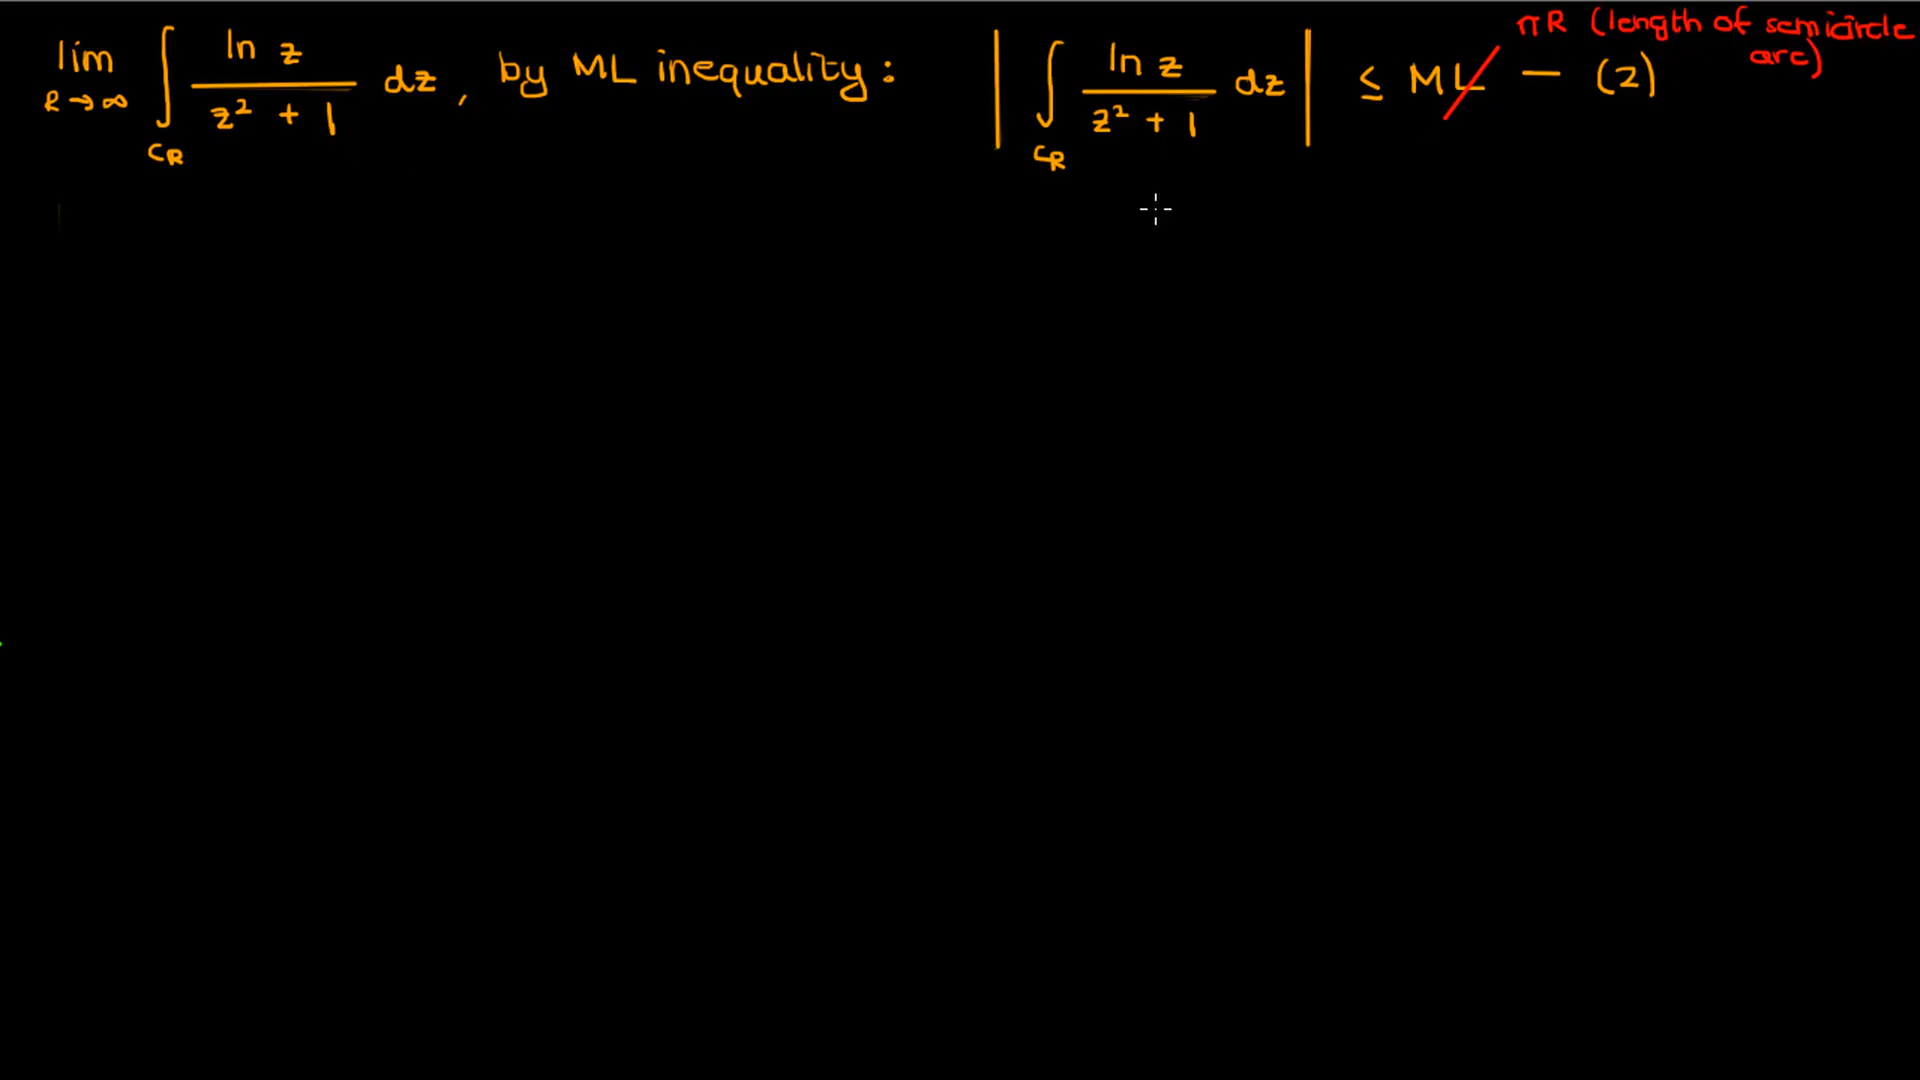 πR (length of semicircle arc)
lim R→∞ ∫ C_R ln z / z² + 1 dz , by ML inequality : | ∫ C_R ln z / z² + 1 dz | ≤ ML — (2)